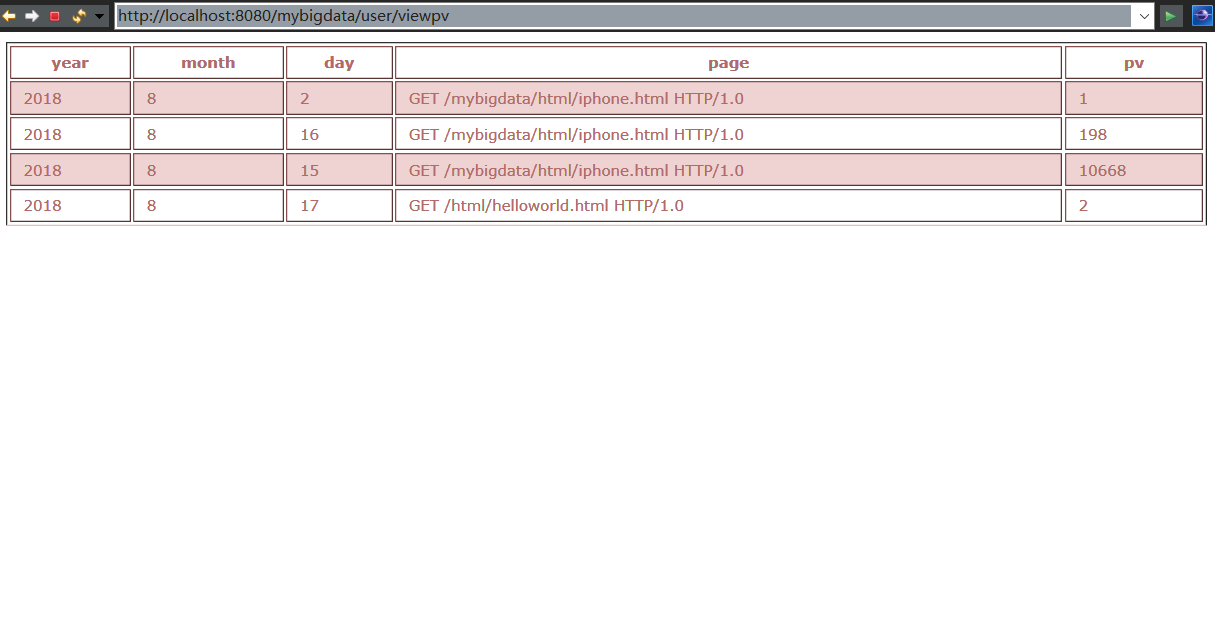 http://localhost:8080/mybigdata/user/viewpv
year month day page pv
2018 8 2 GET /mybigdata/html/iphone.html HTTP/1.0 1
2018 8 16 GET /mybigdata/html/iphone.html HTTP/1.0 198
2018 8 15 GET /mybigdata/html/iphone.html HTTP/1.0 10668
2018 8 17 GET /html/helloworld.html HTTP/1.0 2